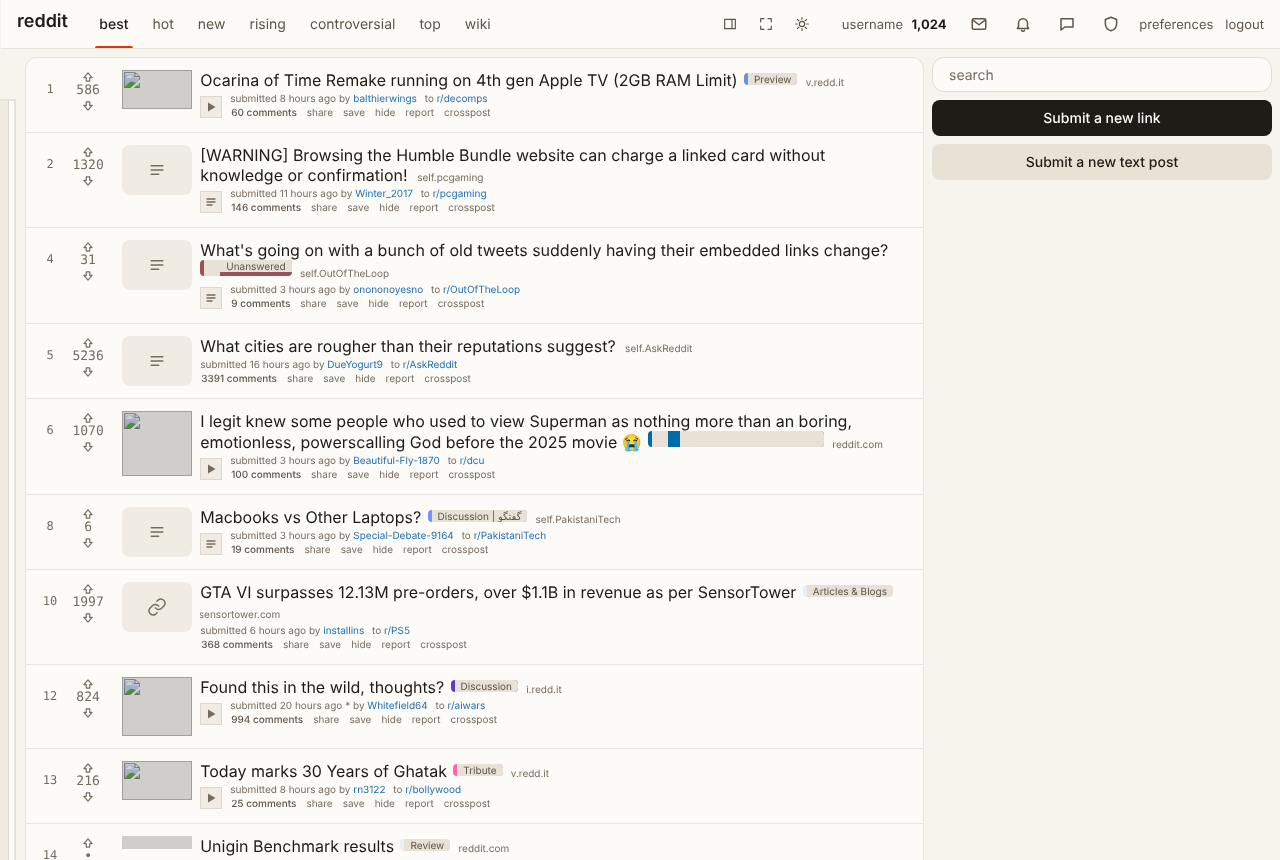 reddit best hot new rising controversial top wiki username 1,024 preferences logout
search
Submit a new link
Submit a new text post
1 586 Ocarina of Time Remake running on 4th gen Apple TV (2GB RAM Limit) Preview v.redd.it
submitted 8 hours ago by balthierwings to r/decomps
60 comments share save hide report crosspost
2 1320 [WARNING] Browsing the Humble Bundle website can charge a linked card without
knowledge or confirmation! self.pcgaming
submitted 11 hours ago by Winter_2017 to r/pcgaming
146 comments share save hide report crosspost
4 31 What's going on with a bunch of old tweets suddenly having their embedded links change?
Unanswered self.OutOfTheLoop
submitted 3 hours ago by onononoyesno to r/OutOfTheLoop
9 comments share save hide report crosspost
5 5236 What cities are rougher than their reputations suggest? self.AskReddit
submitted 16 hours ago by DueYogurt9 to r/AskReddit
3391 comments share save hide report crosspost
6 1070 I legit knew some people who used to view Superman as nothing more than an boring,
emotionless, powerscalling God before the 2025 movie 😭 reddit.com
submitted 3 hours ago by Beautiful-Fly-1870 to r/dcu
100 comments share save hide report crosspost
8 6 Macbooks vs Other Laptops? Discussion | گفتگو self.PakistaniTech
submitted 3 hours ago by Special-Debate-9164 to r/PakistaniTech
19 comments share save hide report crosspost
10 1997 GTA VI surpasses 12.13M pre-orders, over $1.1B in revenue as per SensorTower Articles & Blogs
sensortower.com
submitted 6 hours ago by installins to r/PS5
368 comments share save hide report crosspost
12 824 Found this in the wild, thoughts? Discussion i.redd.it
submitted 20 hours ago * by Whitefield64 to r/aiwars
994 comments share save hide report crosspost
13 216 Today marks 30 Years of Ghatak Tribute v.redd.it
submitted 8 hours ago by rn3122 to r/bollywood
25 comments share save hide report crosspost
14 • Unigin Benchmark results Review reddit.com